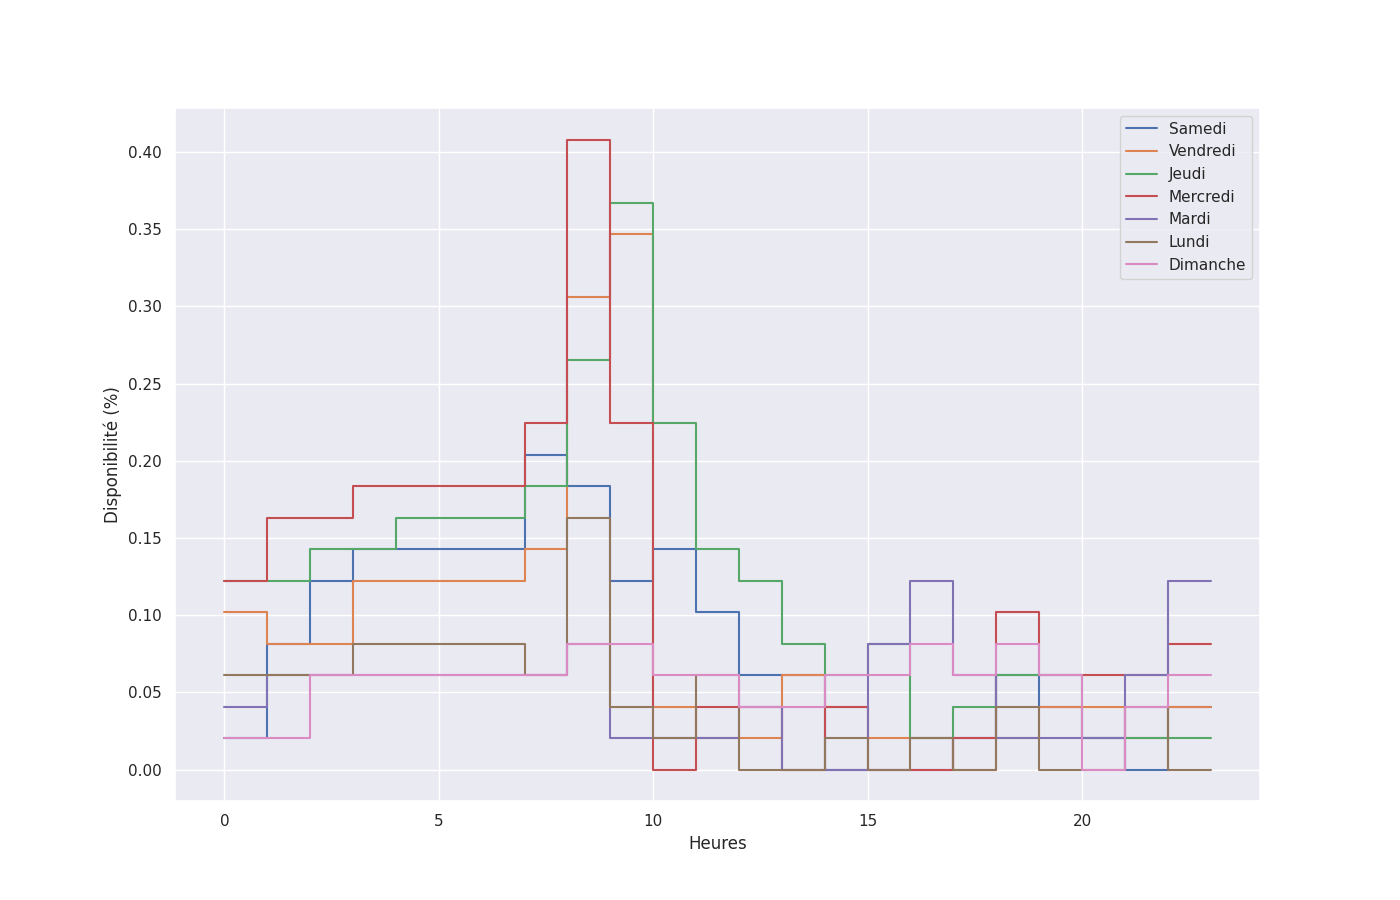 Samedi
Vendredi
Jeudi
Mercredi
Mardi
Lundi
Dimanche
0.40
0.35
0.30
0.25
0.20
0.15
0.10
0.05
0.00
Disponibilité (%)
0 5 10 15 20
Heures